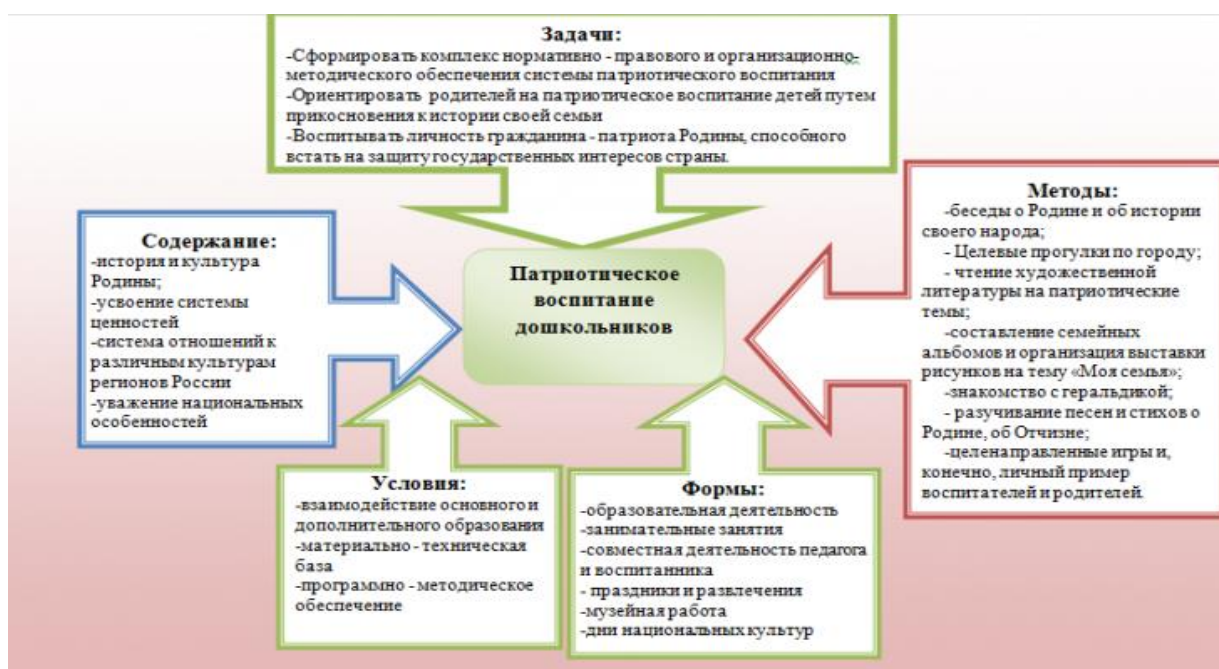 Задачи:
-Сформировать комплекс нормативно - правового и организационно-
методического обеспечения системы патриотического воспитания
-Ориентировать родителей на патриотическое воспитание детей путем
прикосновения к истории своей семьи
-Воспитывать личность гражданина - патриота Родины, способного
встать на защиту государственных интересов страны.
Содержание:
-история и культура
Родины;
-усвоение системы
ценностей
-система отношений к
различным культурам
регионов России
-уважение национальных
особенностей
Патриотическое
воспитание
дошкольников
Методы:
-беседы о Родине и об истории
своего народа;
- Целевые прогулки по городу;
- чтение художественной
литературы на патриотические
темы;
-составление семейных
альбомов и организация выставки
рисунков на тему «Моя семья»;
-знакомство с геральдикой;
- разучивание песен и стихов о
Родине, об Отчизне;
-целенаправленные игры и,
конечно, личный пример
воспитателей и родителей.
Условия:
-взаимодействие основного и
дополнительного образования
-материально - техническая
база
-программно - методическое
обеспечение
Формы:
-образовательная деятельность
-занимательные занятия
-совместная деятельность педагога
и воспитанника
- праздники и развлечения
-музейная работа
-дни национальных культур